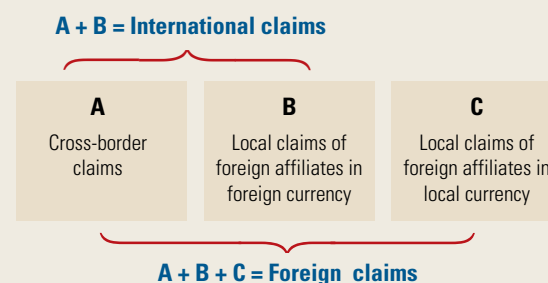 A + B = International claims
A
Cross-border
claims
B
Local claims of
foreign affiliates in
foreign currency
C
Local claims of
foreign affiliates in
local currency
A + B + C = Foreign claims